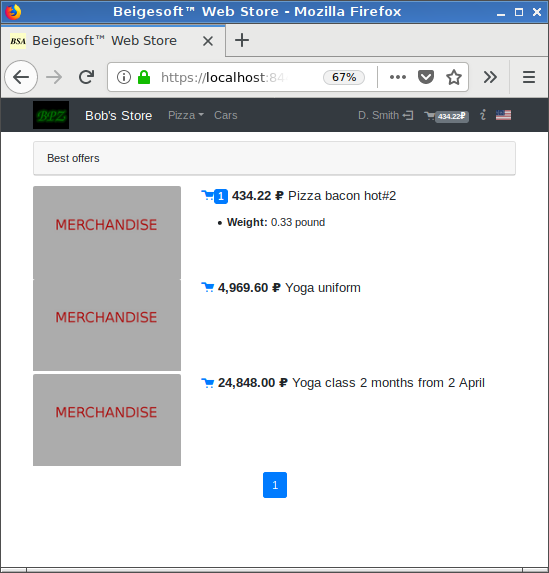 Beigesoft™ Web Store - Mozilla Firefox
BSA Beigesoft™ Web Store
https://localhost:84 67%
BPZ Bob's Store Pizza Cars D. Smith 434.22₽
Best offers
MERCHANDISE
1 434.22 ₽ Pizza bacon hot#2
Weight: 0.33 pound
MERCHANDISE
4,969.60 ₽ Yoga uniform
MERCHANDISE
24,848.00 ₽ Yoga class 2 months from 2 April
1